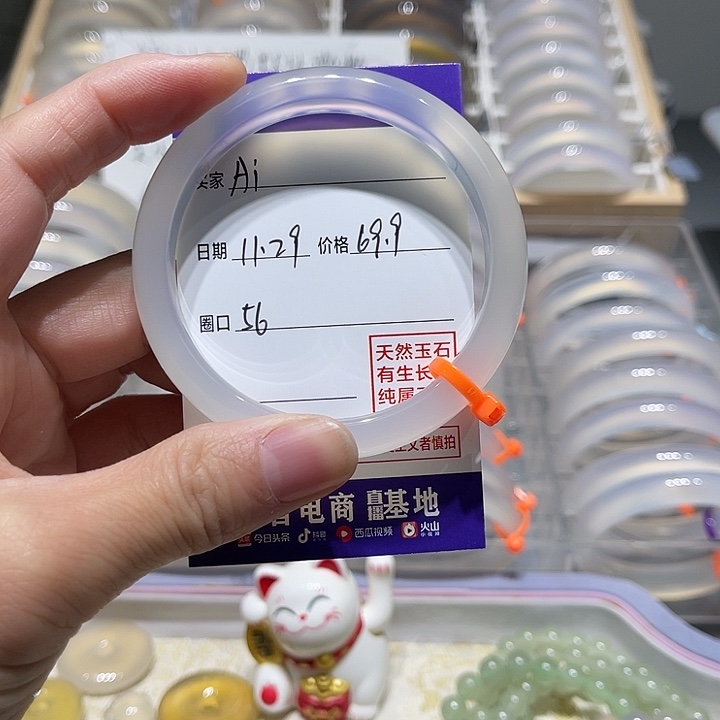 买家 Ai
日期 11.29 价格 69.9
圈口 56
天然玉石
有生长
纯属
者慎拍
电商 直播基地
今日头条 抖音 西瓜视频 火山